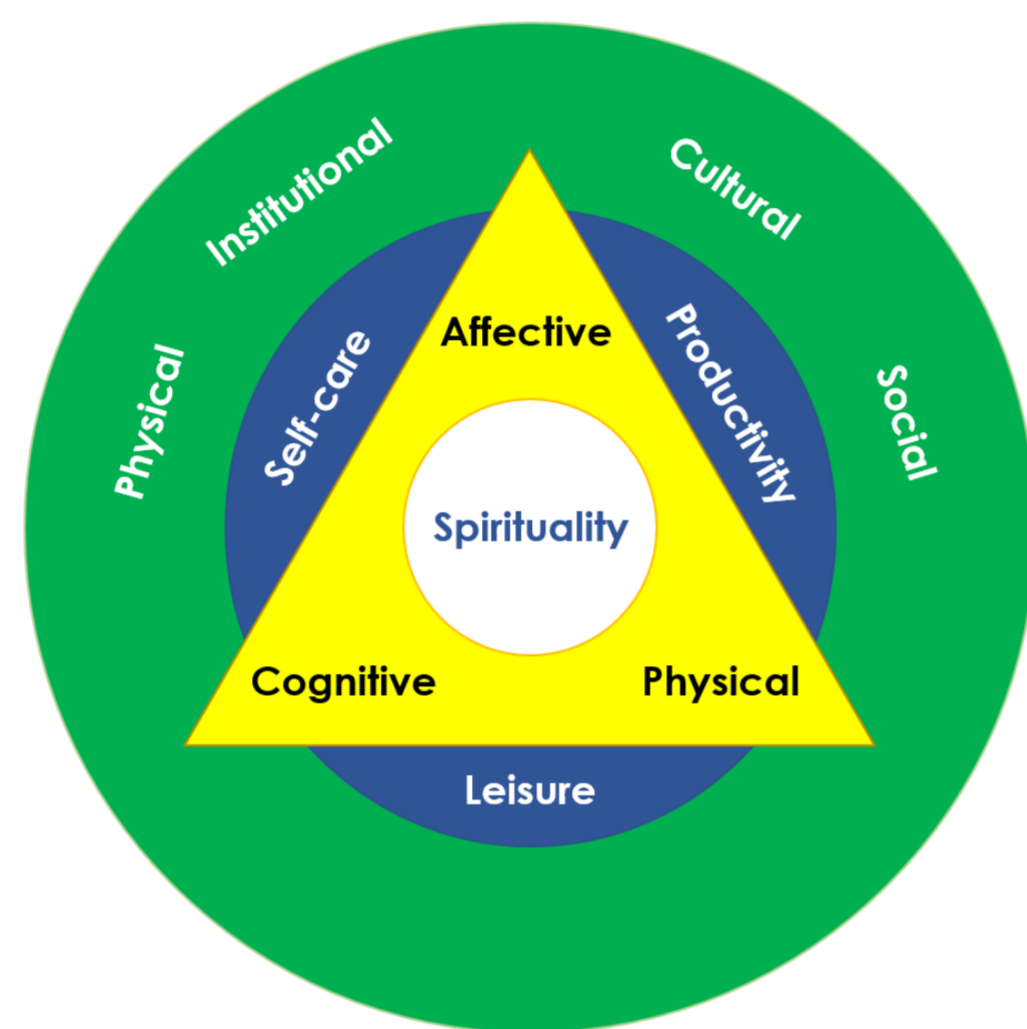 Institutional
Cultural
Physical
Self-care
Affective
Productivity
Social
Spirituality
Cognitive
Physical
Leisure